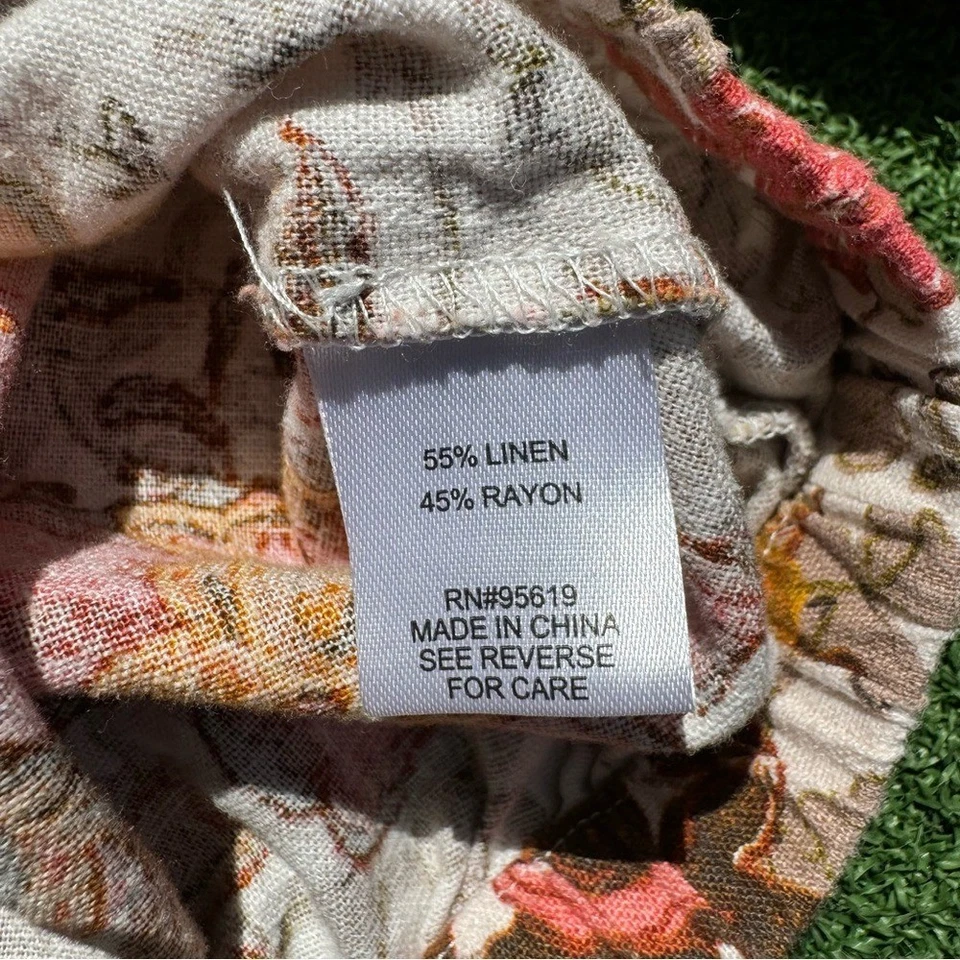 55% LINEN
45% RAYON
RN#95619
MADE IN CHINA
SEE REVERSE
FOR CARE